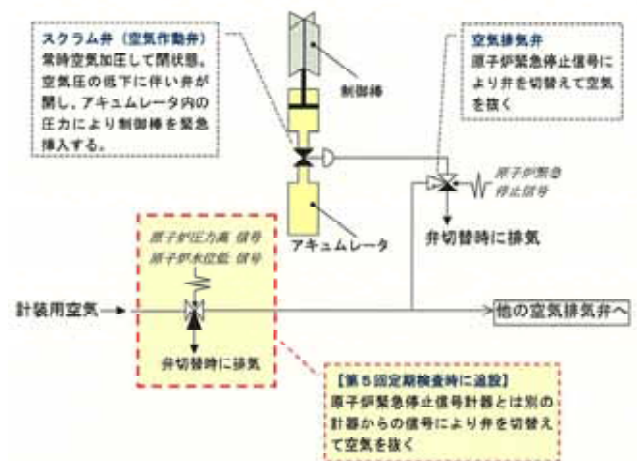 スクラム弁（空気作動弁）
常時空気加圧して閉状態。
空気圧の低下に伴い弁が
開し、アキュムレータ内の
圧力により制御棒を緊急
挿入する。
制御棒
空気排気弁
原子炉緊急停止信号に
より弁を切替えて空気
を抜く
原子炉緊急
停止信号
弁切替時に排気
アキュムレータ
原子炉圧力高 信号
原子炉水位低 信号
計装用空気
他の空気排気弁へ
弁切替時に排気
【第５回定期検査時に追設】
原子炉緊急停止信号計器とは別の
計器からの信号により弁を切替え
て空気を抜く